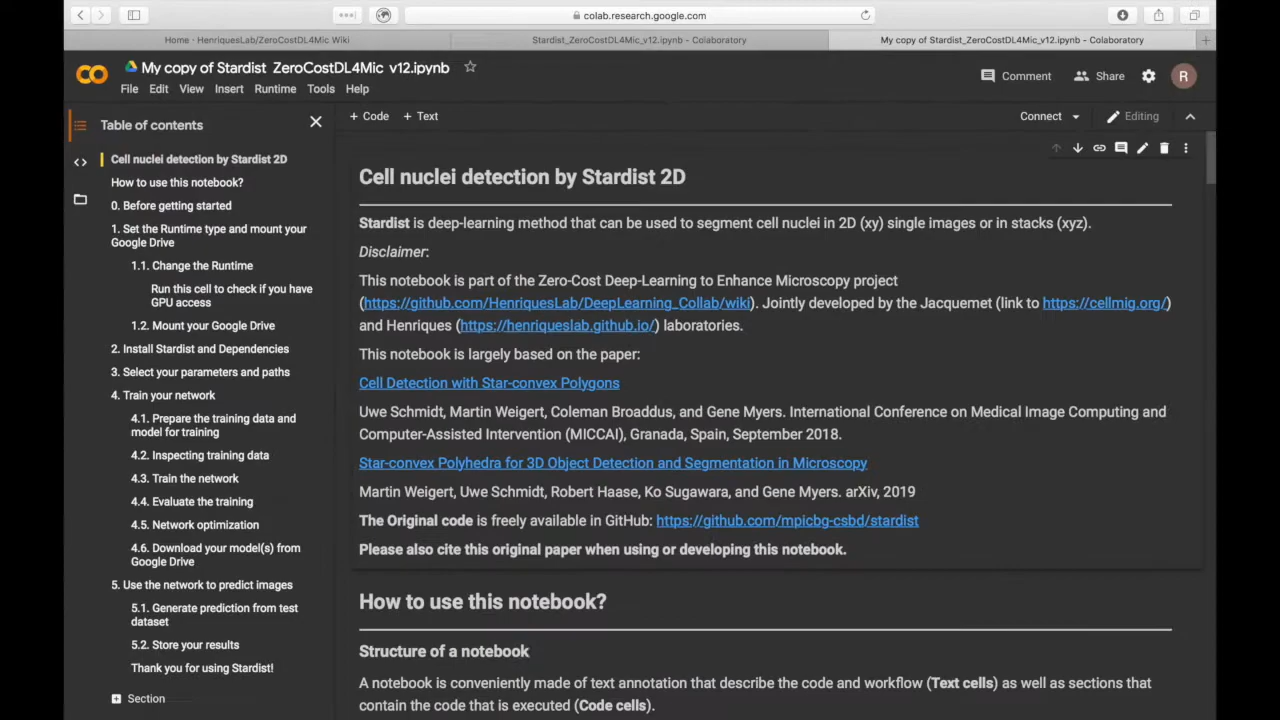 colab.research.google.com
Home · HenriquesLab/ZeroCostDL4Mic Wiki
Stardist_ZeroCostDL4Mic_v12.ipynb - Colaboratory
My copy of Stardist_ZeroCostDL4Mic_v12.ipynb - Colaboratory
My copy of Stardist ZeroCostDL4Mic v12.ipynb
Comment
Share
R
File Edit View Insert Runtime Tools Help
Table of contents
+ Code + Text
Connect
Editing
Cell nuclei detection by Stardist 2D
How to use this notebook?
0. Before getting started
1. Set the Runtime type and mount your
Google Drive
1.1. Change the Runtime
Run this cell to check if you have
GPU access
1.2. Mount your Google Drive
2. Install Stardist and Dependencies
3. Select your parameters and paths
4. Train your network
4.1. Prepare the training data and
model for training
4.2. Inspecting training data
4.3. Train the network
4.4. Evaluate the training
4.5. Network optimization
4.6. Download your model(s) from
Google Drive
5. Use the network to predict images
5.1. Generate prediction from test
dataset
5.2. Store your results
Thank you for using Stardist!
Section
Cell nuclei detection by Stardist 2D
Stardist is deep-learning method that can be used to segment cell nuclei in 2D (xy) single images or in stacks (xyz).
Disclaimer:
This notebook is part of the Zero-Cost Deep-Learning to Enhance Microscopy project
(https://github.com/HenriquesLab/DeepLearning_Collab/wiki). Jointly developed by the Jacquemet (link to https://cellmig.org/)
and Henriques (https://henriqueslab.github.io/) laboratories.
This notebook is largely based on the paper:
Cell Detection with Star-convex Polygons
Uwe Schmidt, Martin Weigert, Coleman Broaddus, and Gene Myers. International Conference on Medical Image Computing and
Computer-Assisted Intervention (MICCAI), Granada, Spain, September 2018.
Star-convex Polyhedra for 3D Object Detection and Segmentation in Microscopy
Martin Weigert, Uwe Schmidt, Robert Haase, Ko Sugawara, and Gene Myers. arXiv, 2019
The Original code is freely available in GitHub: https://github.com/mpicbg-csbd/stardist
Please also cite this original paper when using or developing this notebook.
How to use this notebook?
Structure of a notebook
A notebook is conveniently made of text annotation that describe the code and workflow (Text cells) as well as sections that
contain the code that is executed (Code cells).